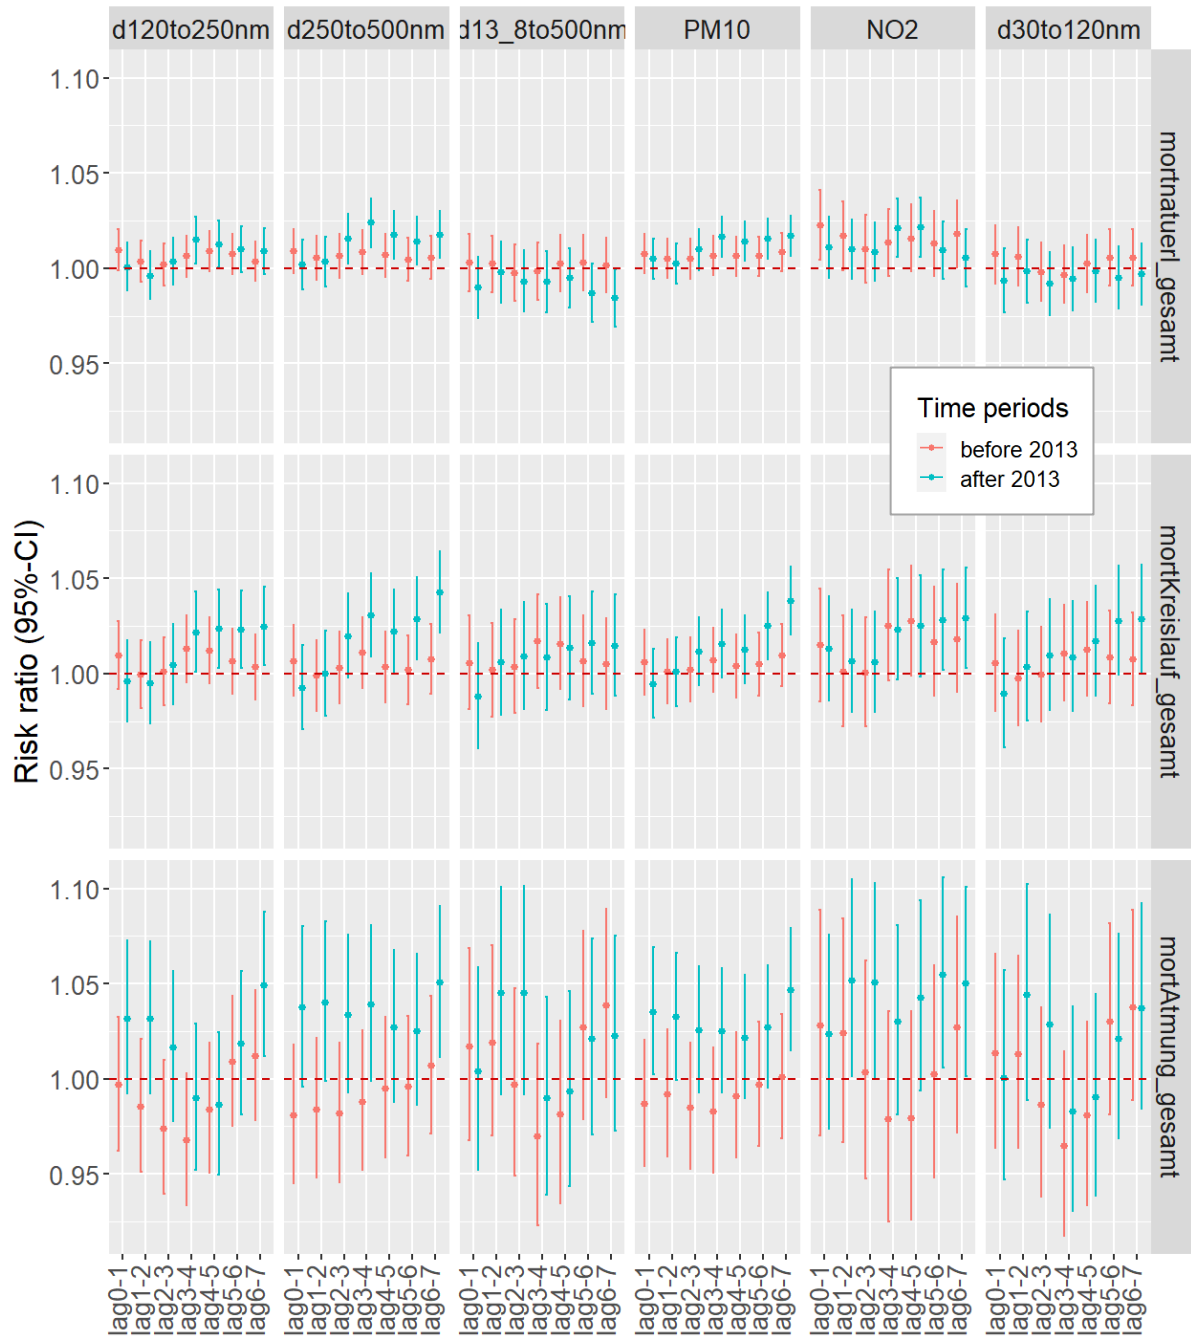 d120to250nm
d250to500nm
d13_8to500nm
PM10
NO2
d30to120nm
1.10
1.05
1.00
0.95
mortnatuerl_gesamt
Time periods
before 2013
after 2013
Risk ratio (95%-CI)
1.10
1.05
1.00
0.95
mortKreislauf_gesamt
1.10
1.05
1.00
0.95
mortAtmung_gesamt
lag0-1
lag1-2
lag2-3
lag3-4
lag4-5
lag5-6
lag6-7
lag0-1
lag1-2
lag2-3
lag3-4
lag4-5
lag5-6
lag6-7
lag0-1
lag1-2
lag2-3
lag3-4
lag4-5
lag5-6
lag6-7
lag0-1
lag1-2
lag2-3
lag3-4
lag4-5
lag5-6
lag6-7
lag0-1
lag1-2
lag2-3
lag3-4
lag4-5
lag5-6
lag6-7
lag0-1
lag1-2
lag2-3
lag3-4
lag4-5
lag5-6
lag6-7